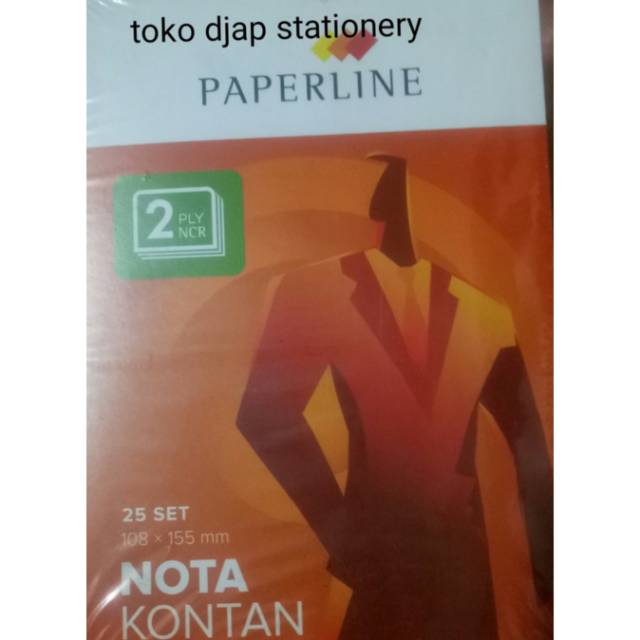 toko djap stationery
PAPERLINE
2 PLY
NCR
25 SET
108 × 155 mm
NOTA
KONTAN